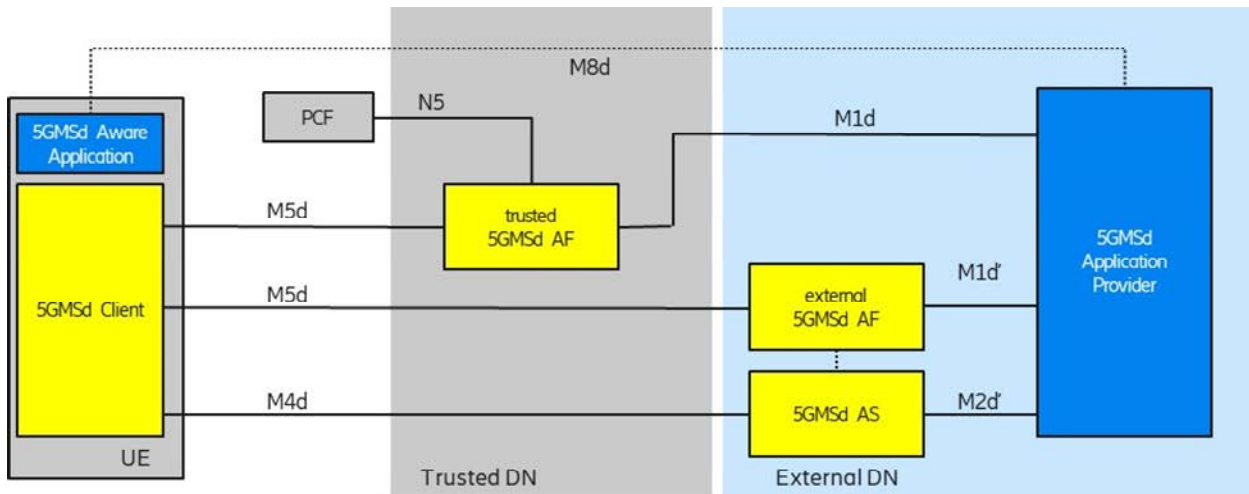 M8d
5GMSd Aware
Application
PCF
N5
M1d
M5d
trusted
5GMSd AF
5GMSd
Application
Provider
5GMSd Client
M5d
external
5GMSd AF
M1d'
M4d
5GMSd AS
M2d'
UE
Trusted DN
External DN